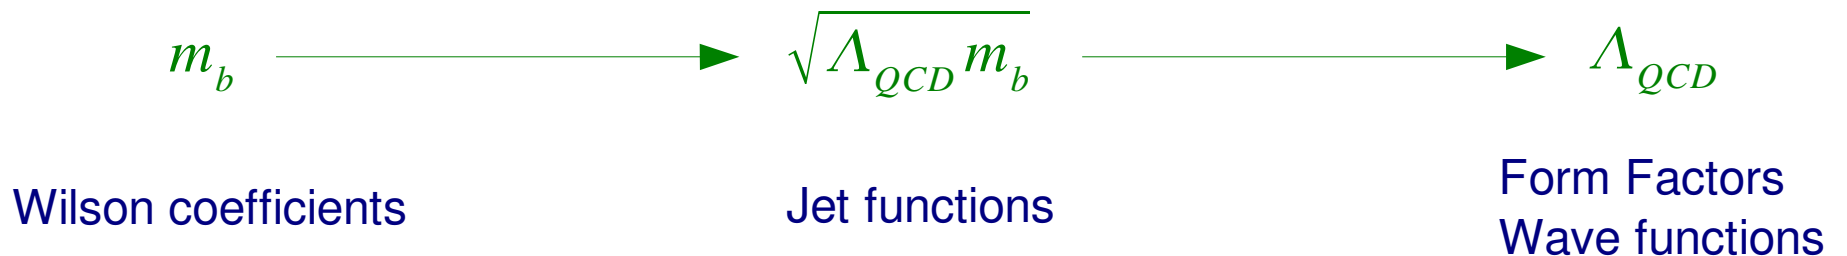 m_b √Λ_QCD m_b Λ_QCD
Wilson coefficients Jet functions Form Factors
Wave functions